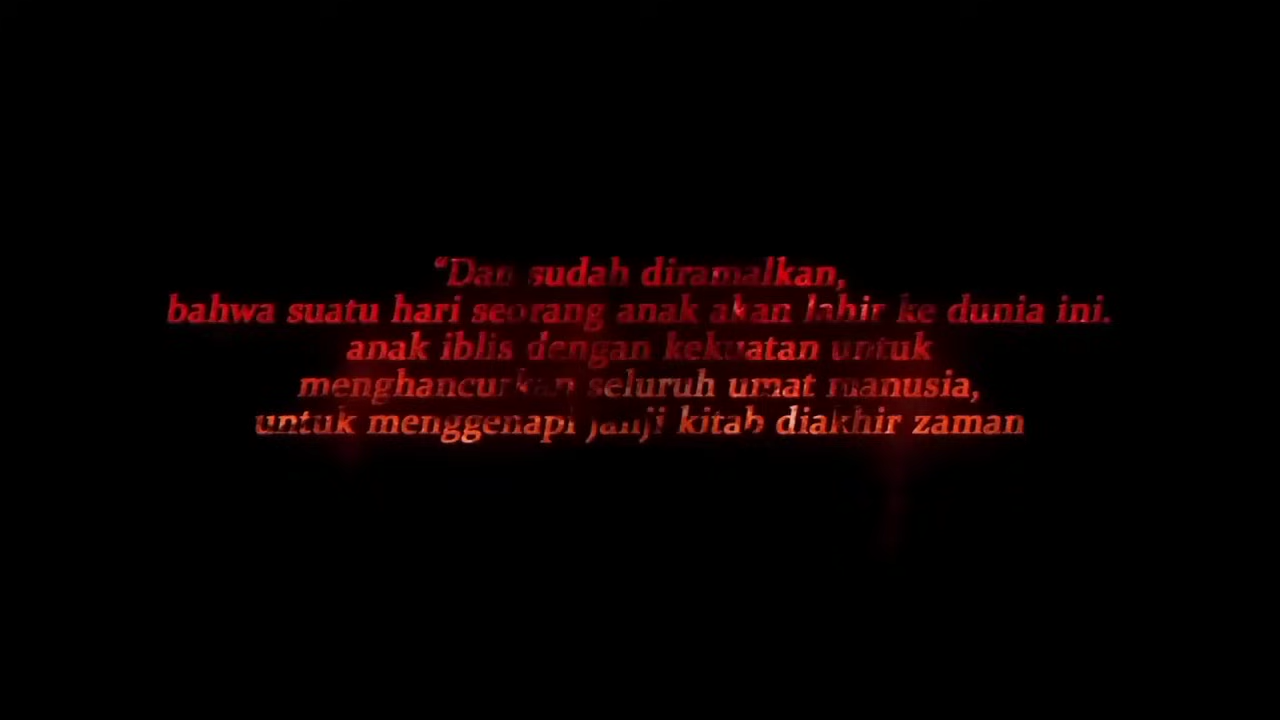 “Dan sudah diramalkan,
bahwa suatu hari seorang anak akan lahir ke dunia ini.
anak iblis dengan kekuatan untuk
menghancurkan seluruh umat manusia,
untuk menggenapi janji kitab diakhir zaman